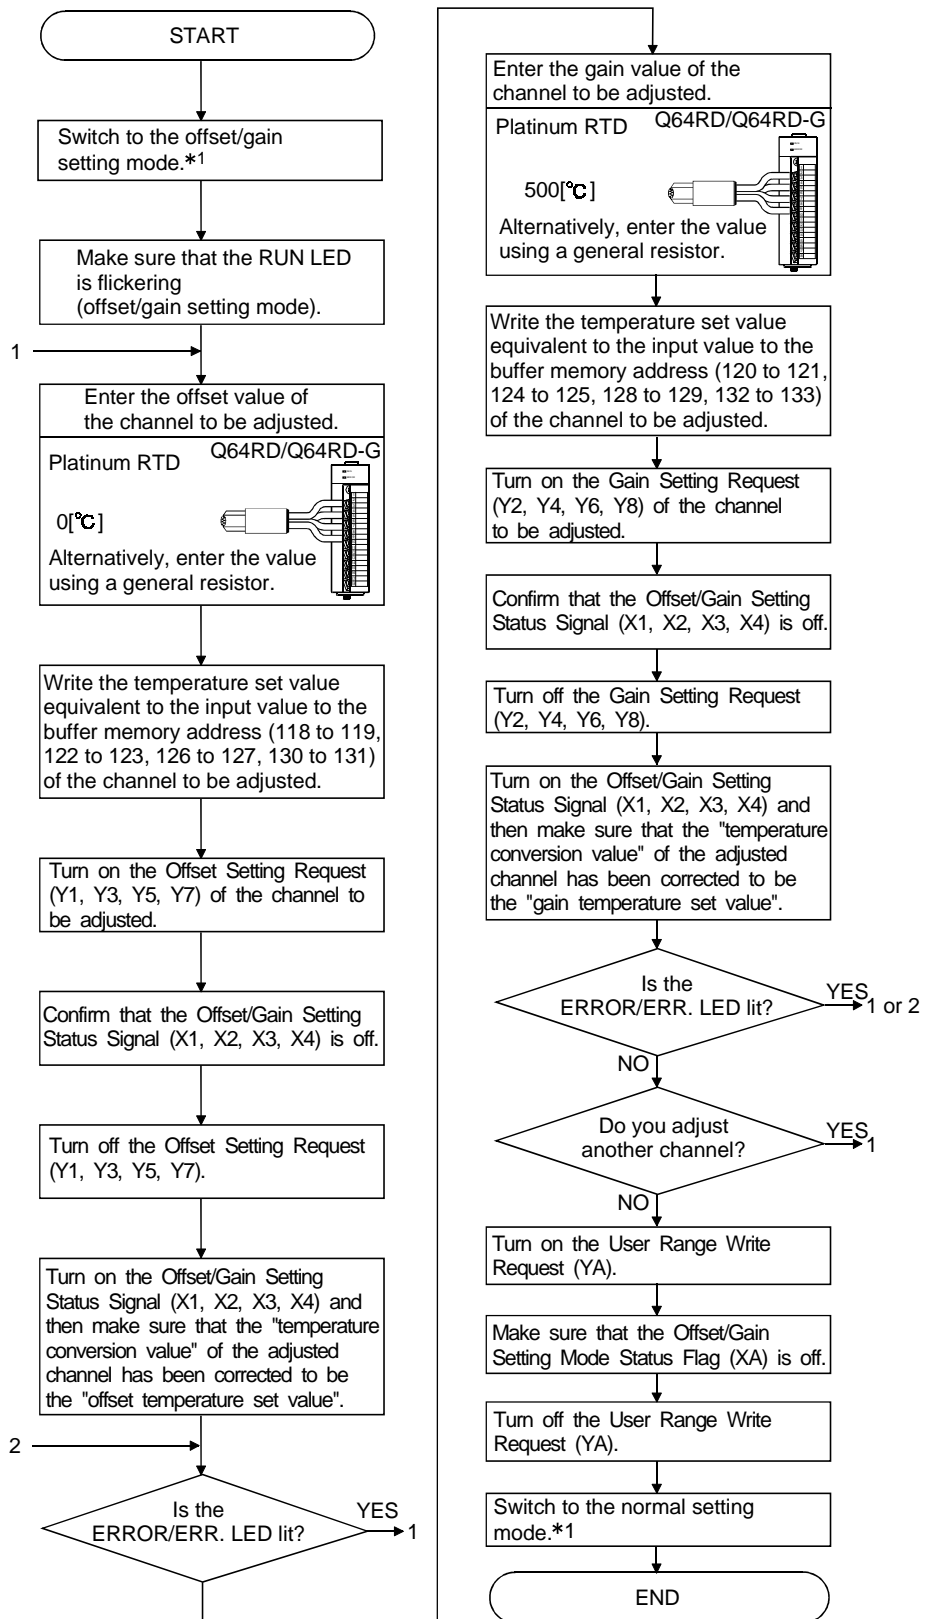 START
Switch to the offset/gain
setting mode.*1
Make sure that the RUN LED
is flickering
(offset/gain setting mode).
1
Enter the offset value of
the channel to be adjusted.
Platinum RTD
Q64RD/Q64RD-G
0[℃]
Alternatively, enter the value
using a general resistor.
Write the temperature set value
equivalent to the input value to the
buffer memory address (118 to 119,
122 to 123, 126 to 127, 130 to 131)
of the channel to be adjusted.
Turn on the Offset Setting Request
(Y1, Y3, Y5, Y7) of the channel to
be adjusted.
Confirm that the Offset/Gain Setting
Status Signal (X1, X2, X3, X4) is off.
Turn off the Offset Setting Request
(Y1, Y3, Y5, Y7).
Turn on the Offset/Gain Setting
Status Signal (X1, X2, X3, X4) and
then make sure that the "temperature
conversion value" of the adjusted
channel has been corrected to be
the "offset temperature set value".
2
Is the
ERROR/ERR. LED lit?
YES
1
Enter the gain value of the
channel to be adjusted.
Platinum RTD
Q64RD/Q64RD-G
500[℃]
Alternatively, enter the value
using a general resistor.
Write the temperature set value
equivalent to the input value to the
buffer memory address (120 to 121,
124 to 125, 128 to 129, 132 to 133)
of the channel to be adjusted.
Turn on the Gain Setting Request
(Y2, Y4, Y6, Y8) of the channel
to be adjusted.
Confirm that the Offset/Gain Setting
Status Signal (X1, X2, X3, X4) is off.
Turn off the Gain Setting Request
(Y2, Y4, Y6, Y8).
Turn on the Offset/Gain Setting
Status Signal (X1, X2, X3, X4) and
then make sure that the "temperature
conversion value" of the adjusted
channel has been corrected to be
the "gain temperature set value".
Is the
ERROR/ERR. LED lit?
YES
1 or 2
NO
Do you adjust
another channel?
YES
1
NO
Turn on the User Range Write
Request (YA).
Make sure that the Offset/Gain
Setting Mode Status Flag (XA) is off.
Turn off the User Range Write
Request (YA).
Switch to the normal setting
mode.*1
END